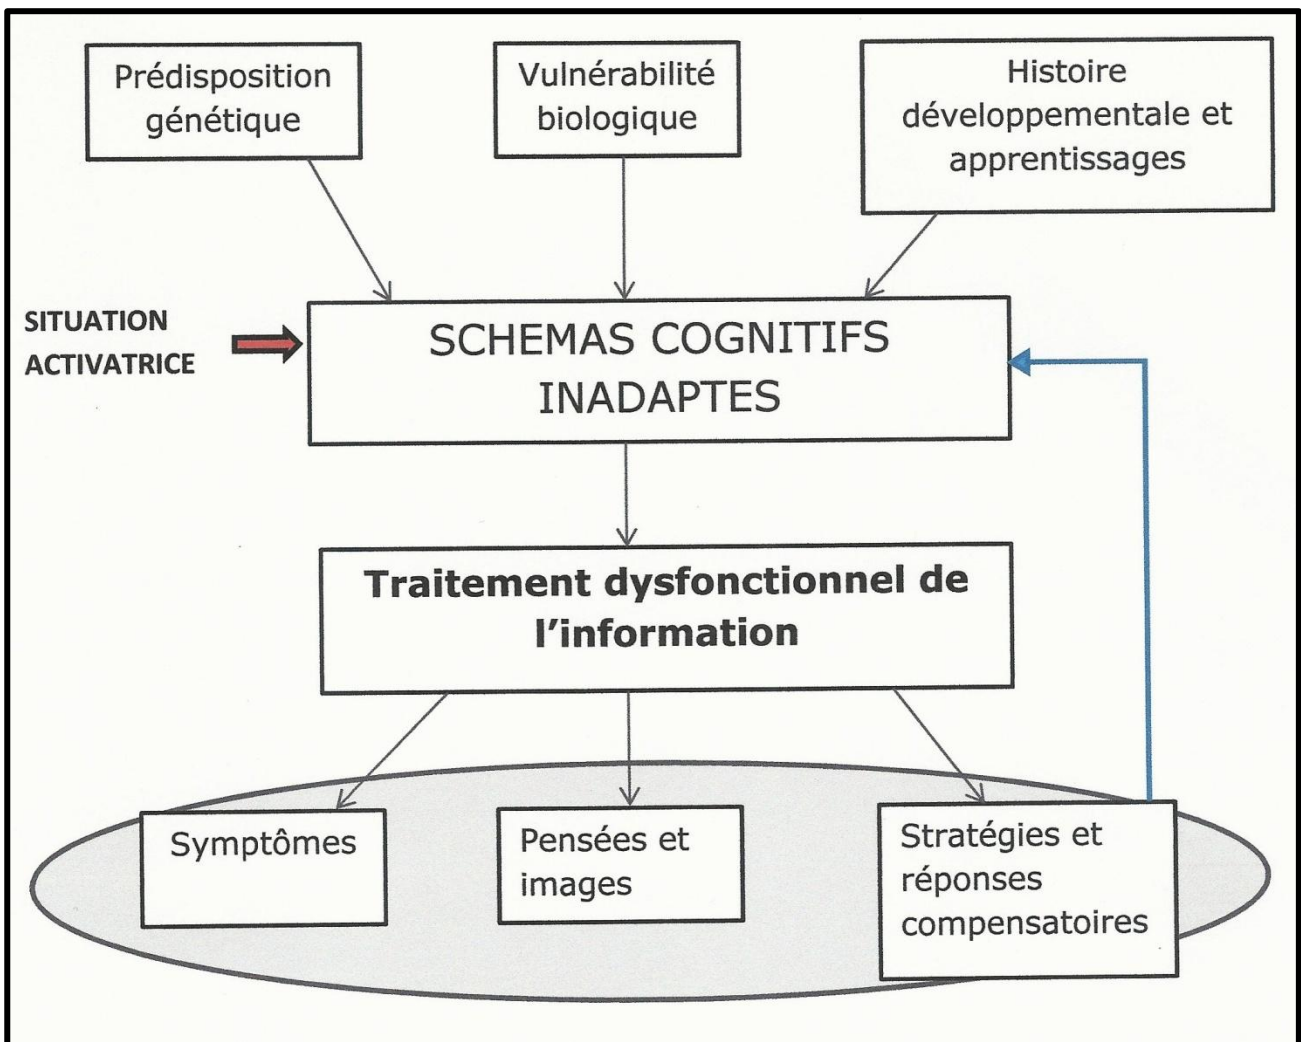 Prédisposition
génétique
Vulnérabilité
biologique
Histoire
développementale et
apprentissages
SITUATION
ACTIVATRICE
SCHEMAS COGNITIFS
INADAPTES
Traitement dysfonctionnel de
l'information
Symptômes
Pensées et
images
Stratégies et
réponses
compensatoires